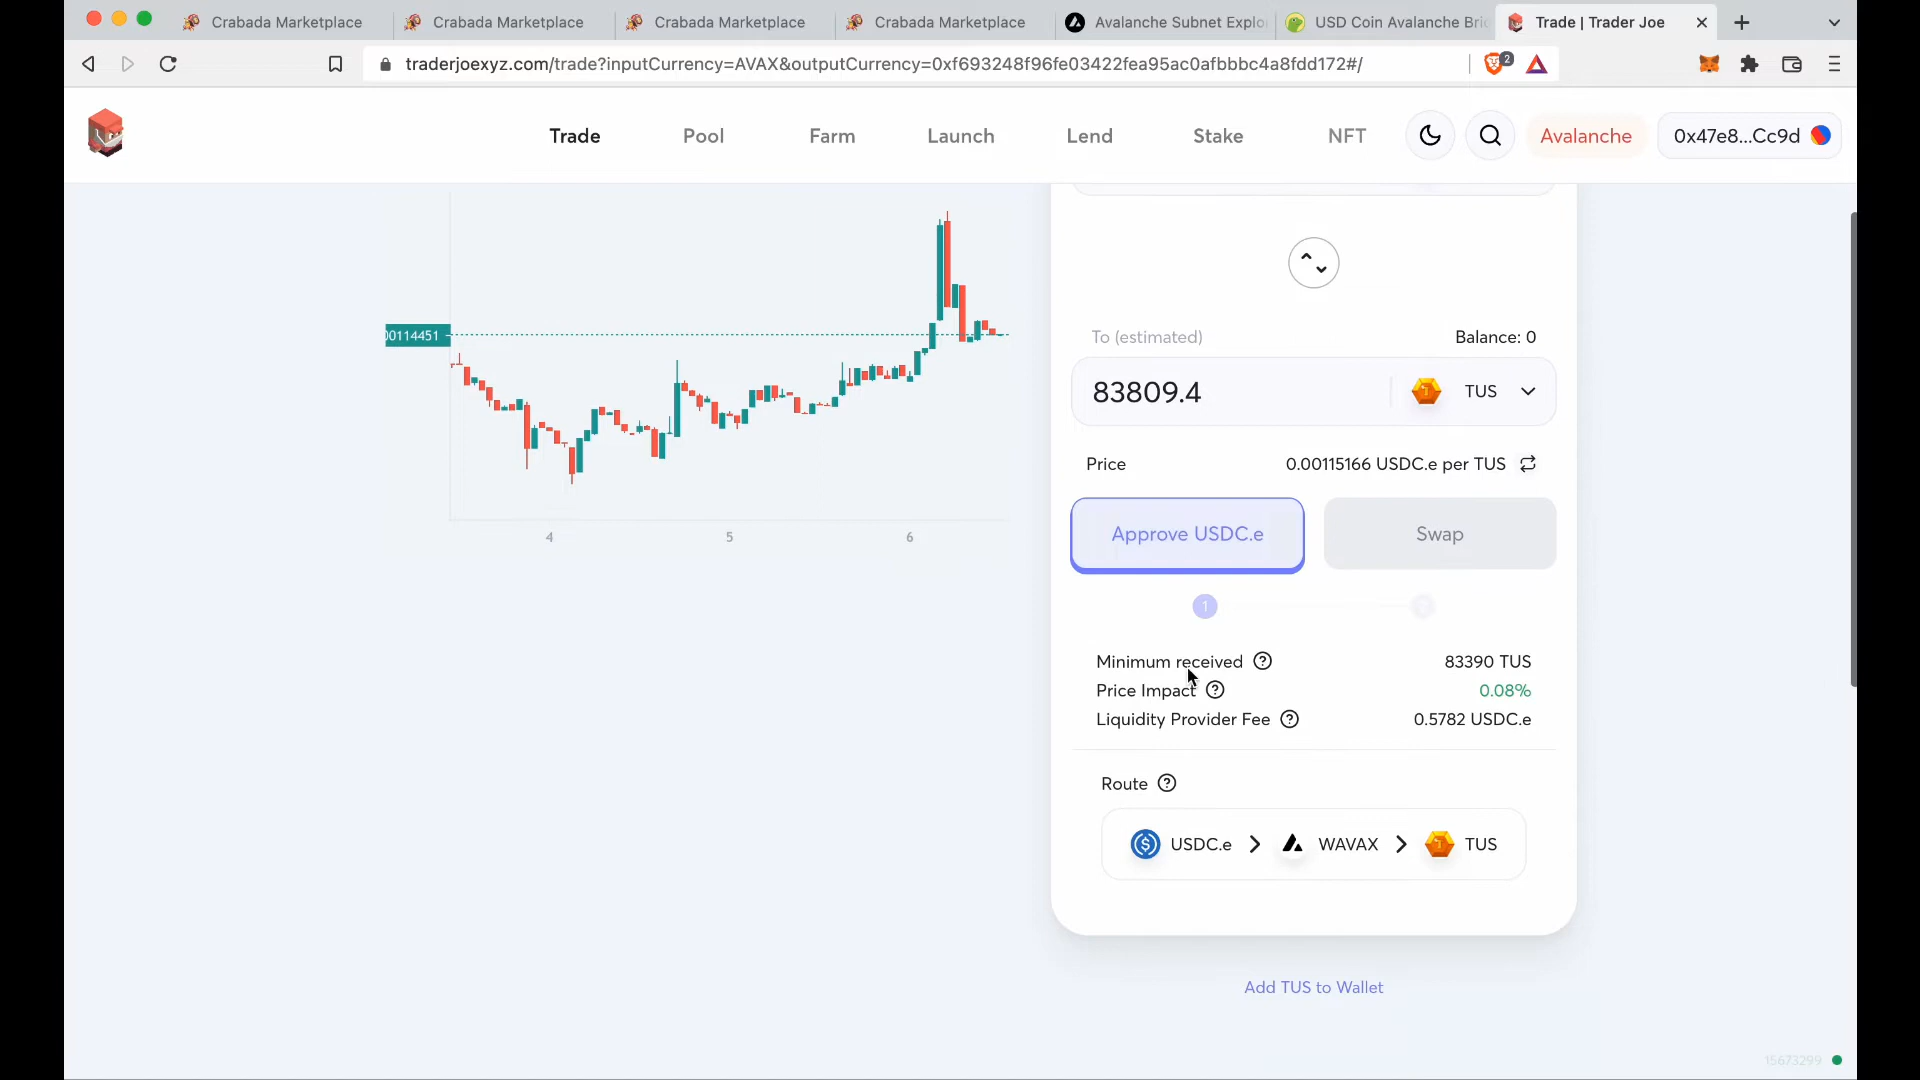 Crabada Marketplace
Crabada Marketplace
Crabada Marketplace
Crabada Marketplace
Avalanche Subnet Explo
USD Coin Avalanche Bri
Trade | Trader Joe
traderjoexyz.com/trade?inputCurrency=AVAX&outputCurrency=0xf693248f96fe03422fea95ac0afbbbc4a8fdd172#/
2
Trade
Pool
Farm
Launch
Lend
Stake
NFT
Avalanche
0x47e8...Cc9d
00114451
4
5
6
To (estimated)
Balance: 0
83809.4
TUS
Price
0.00115166 USDC.e per TUS
Approve USDC.e
Swap
1
2
Minimum received
83390 TUS
Price Impact
0.08%
Liquidity Provider Fee
0.5782 USDC.e
Route
USDC.e > WAVAX > TUS
Add TUS to Wallet
15673299